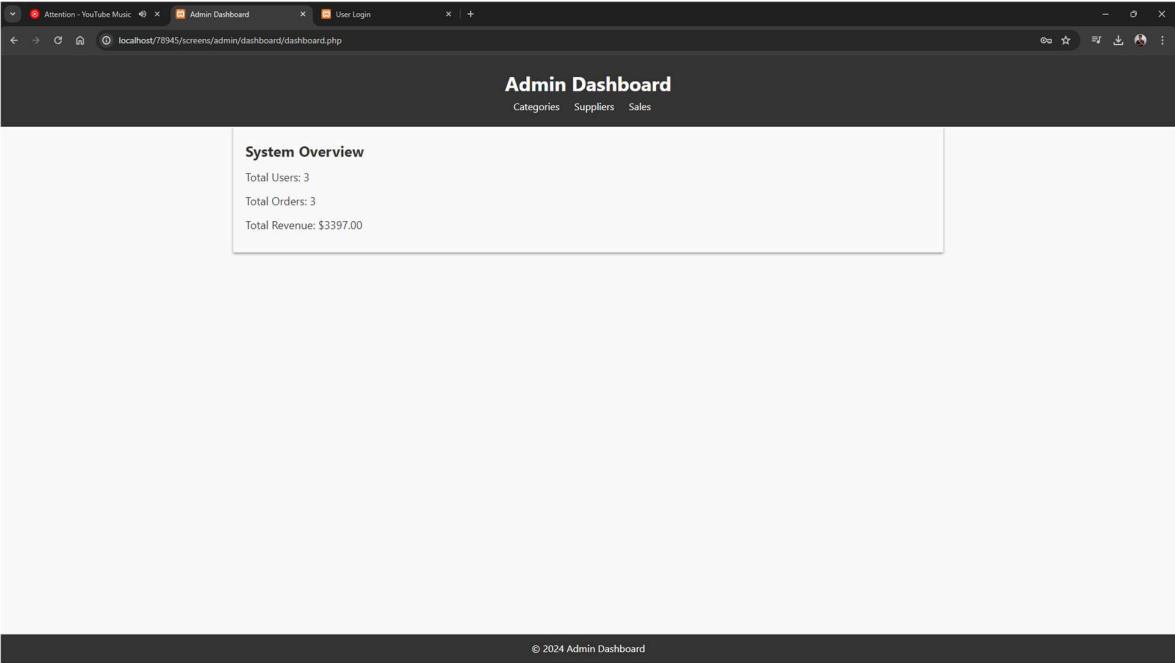 Attention - YouTube Music
Admin Dashboard
User Login
localhost/78945/screens/admin/dashboard/dashboard.php
Admin Dashboard
Categories Suppliers Sales
System Overview
Total Users: 3
Total Orders: 3
Total Revenue: $3397.00
© 2024 Admin Dashboard